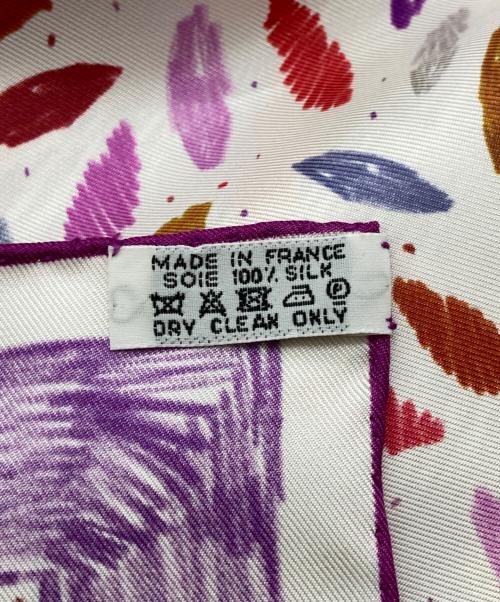 MADE IN FRANCE
SOIE 100% SILK
P
DRY CLEAN ONLY